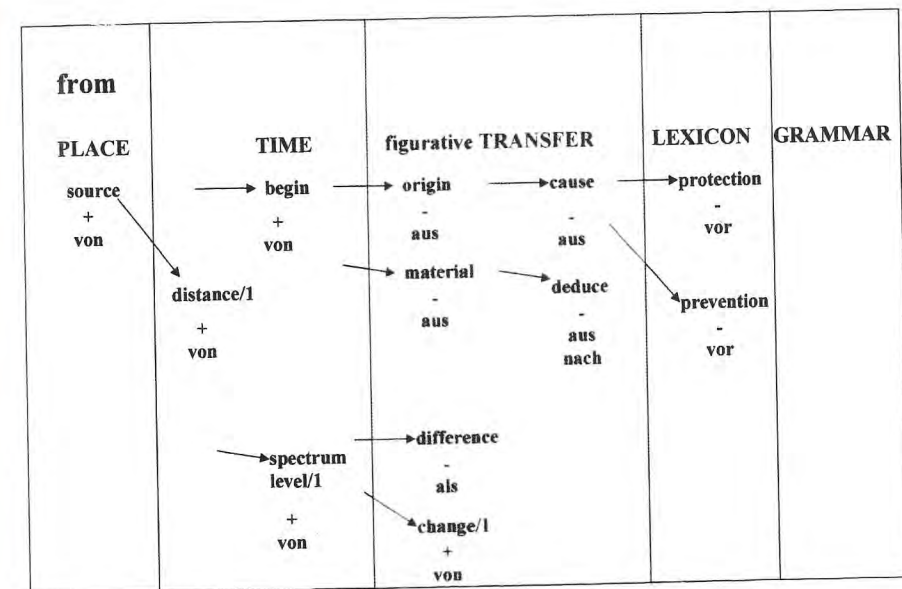 from
PLACE TIME figurative TRANSFER LEXICON GRAMMAR
source begin origin cause protection
+ + - - -
von von aus aus vor
distance/1 material deduce prevention
+ - - -
von aus aus vor
nach
spectrum difference
level/1 -
als
+ change/1
von +
von